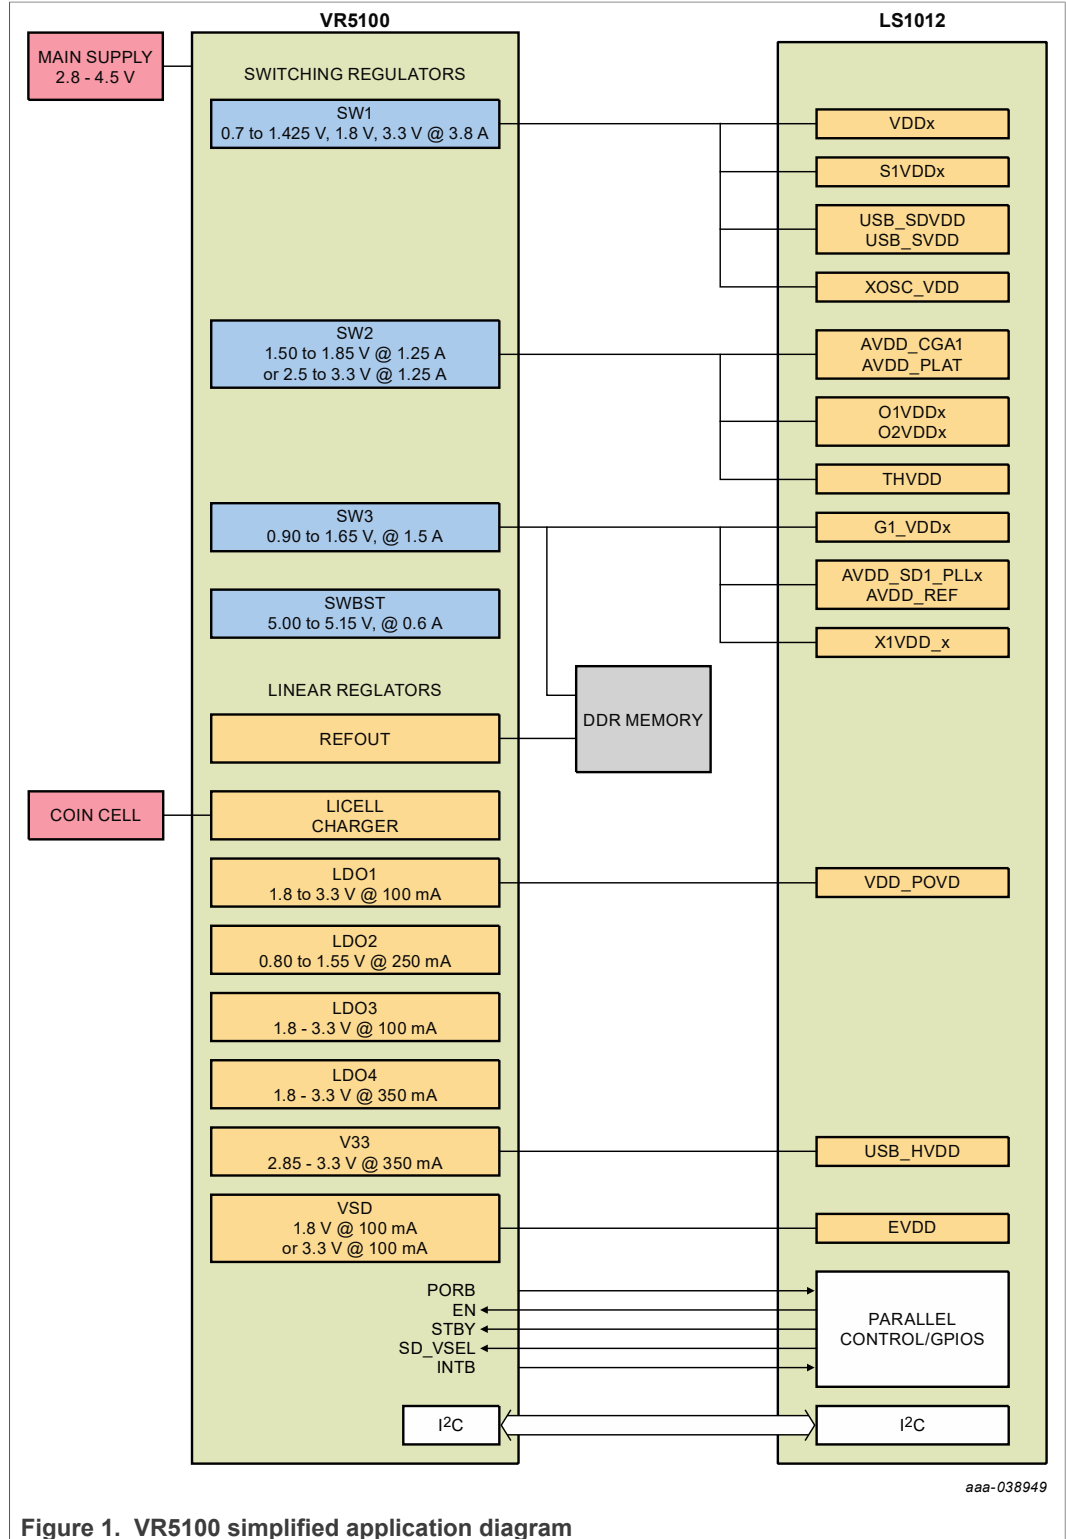 VR5100
LS1012
MAIN SUPPLY
2.8 - 4.5 V
SWITCHING REGULATORS
SW1
0.7 to 1.425 V, 1.8 V, 3.3 V @ 3.8 A
VDDx
S1VDDx
USB_SDVDD
USB_SVDD
XOSC_VDD
SW2
1.50 to 1.85 V @ 1.25 A
or 2.5 to 3.3 V @ 1.25 A
AVDD_CGA1
AVDD_PLAT
O1VDDx
O2VDDx
THVDD
SW3
0.90 to 1.65 V, @ 1.5 A
G1_VDDx
AVDD_SD1_PLLx
AVDD_REF
SWBST
5.00 to 5.15 V, @ 0.6 A
X1VDD_x
LINEAR REGLATORS
DDR MEMORY
REFOUT
COIN CELL
LICELL
CHARGER
LDO1
1.8 to 3.3 V @ 100 mA
VDD_POVD
LDO2
0.80 to 1.55 V @ 250 mA
LDO3
1.8 - 3.3 V @ 100 mA
LDO4
1.8 - 3.3 V @ 350 mA
V33
2.85 - 3.3 V @ 350 mA
USB_HVDD
VSD
1.8 V @ 100 mA
or 3.3 V @ 100 mA
EVDD
PORB
EN
STBY
SD_VSEL
INTB
PARALLEL
CONTROL/GPIOS
I2C
I2C
aaa-038949
Figure 1. VR5100 simplified application diagram